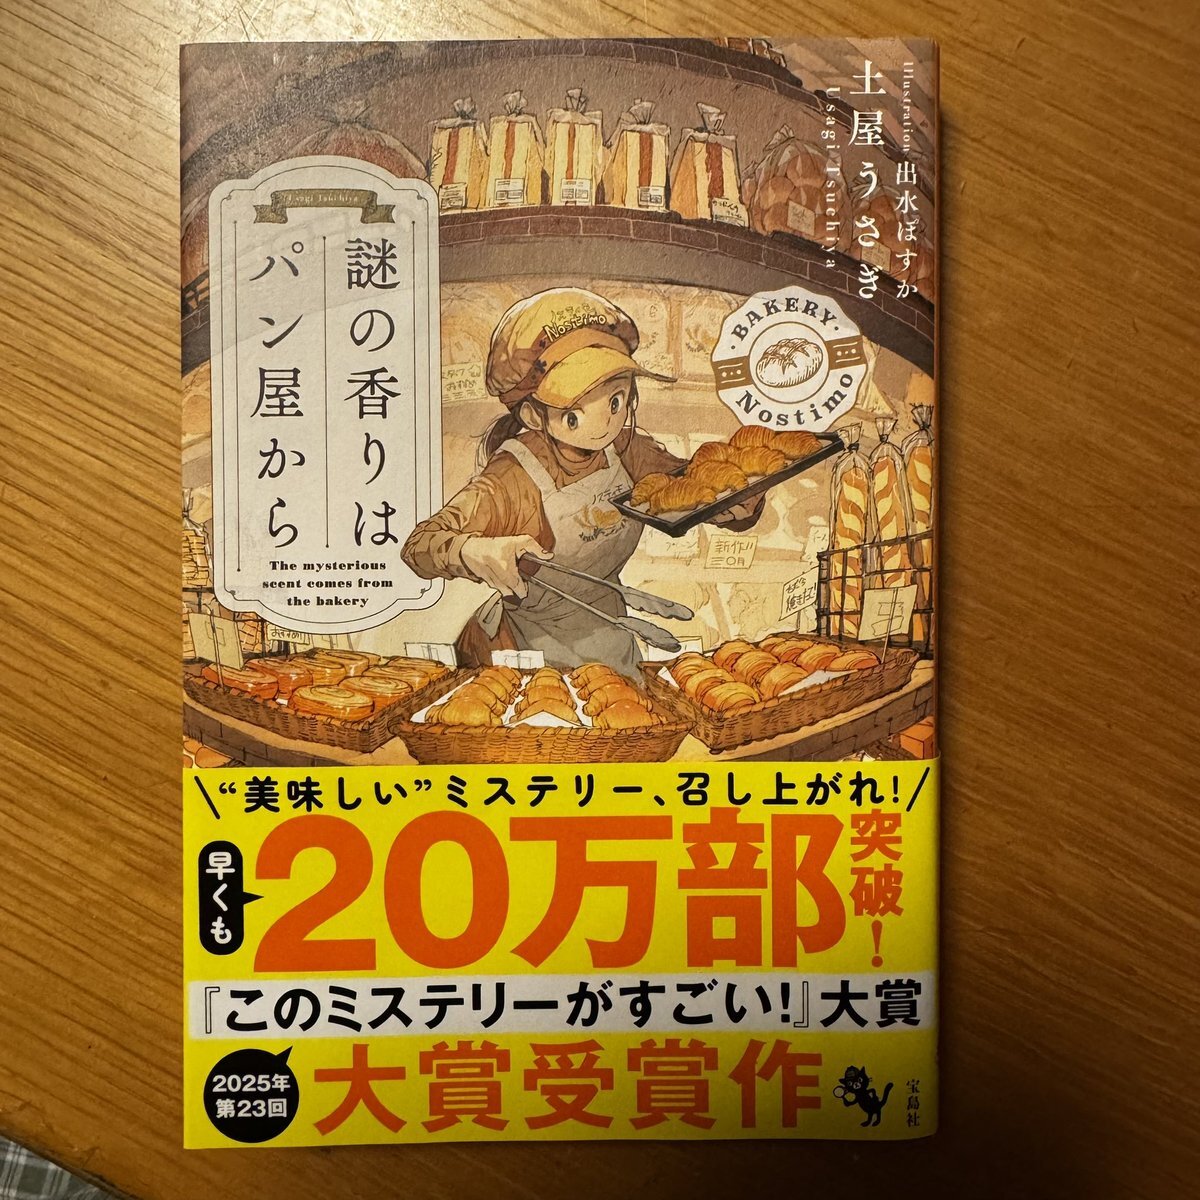 Illustration 出水ぽすか
土屋うさぎ
Usagi Tsuchiya
謎の香りは
パン屋から
The mysterious
scent comes from
the bakery
BAKERY
Nostimo
Nostimo
新作!!
“美味しい”ミステリー、召し上がれ!
早くも
20万部突破!
『このミステリーがすごい!』大賞
2025年
第23回
大賞受賞作
宝島社